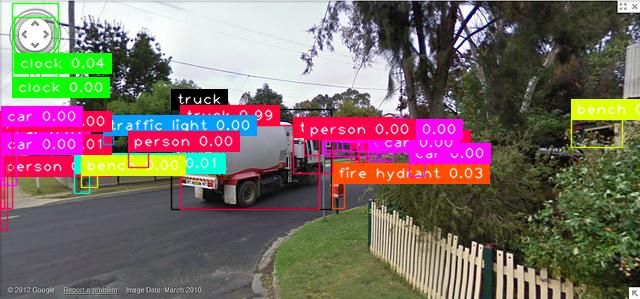 clock 0.04
clock 0.00
truck
truck 0.99
bench 0
car 0.00
00
traffic light 0.00
person 0.00
0.00
car 0.01
person 0.00
car 0.00
car 0.00
person
bench 0.00
0.01
fire hydrant 0.03
© 2012 Google
Report a problem
Image Date: March 2010